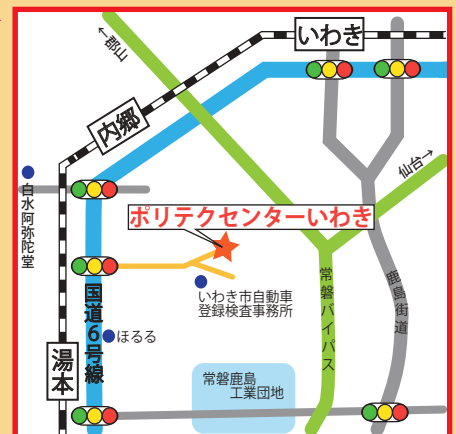 ←郡山
いわき
内郷
仙台→
白水阿弥陀堂
ポリテクセンターいわき
国道6号線
いわき市自動車
登録検査事務所
常磐バイパス
鹿島街道
ほるる
湯本
常磐鹿島
工業団地